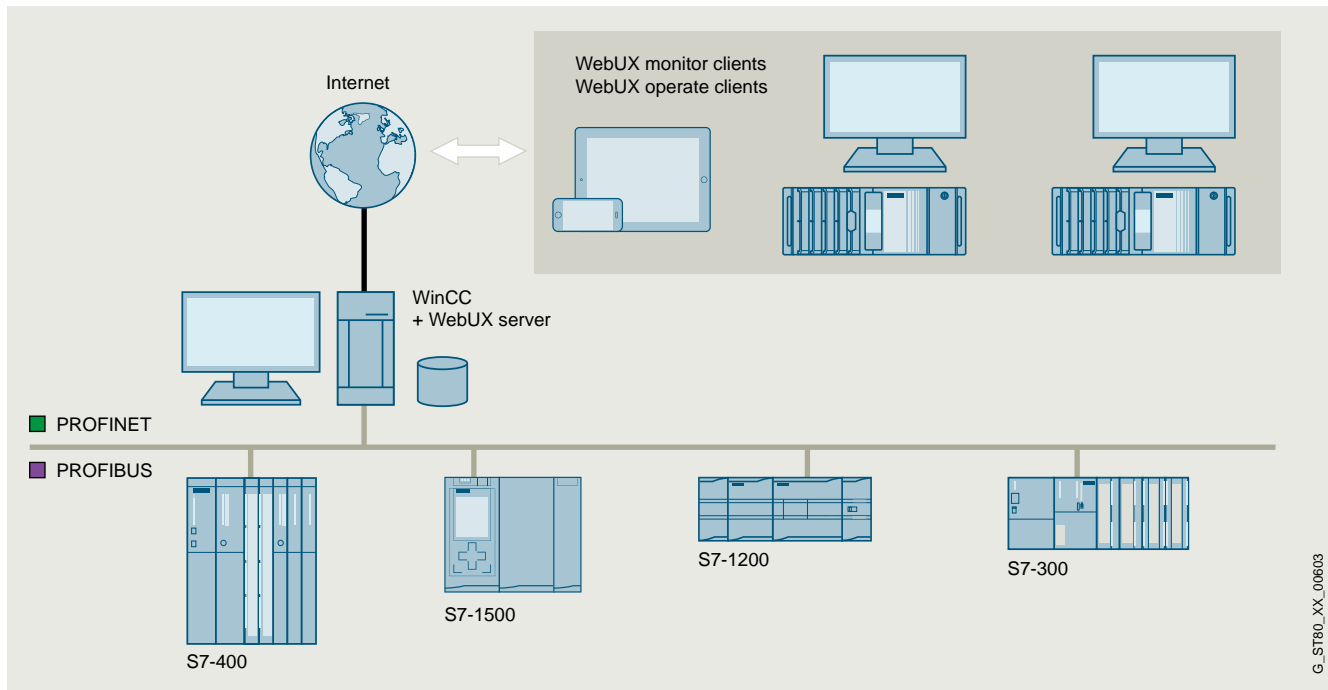 Internet
WebUX monitor clients
WebUX operate clients
WinCC
+ WebUX server
PROFINET
PROFIBUS
S7-400
S7-1500
S7-1200
S7-300
G_ST80_XX_00603